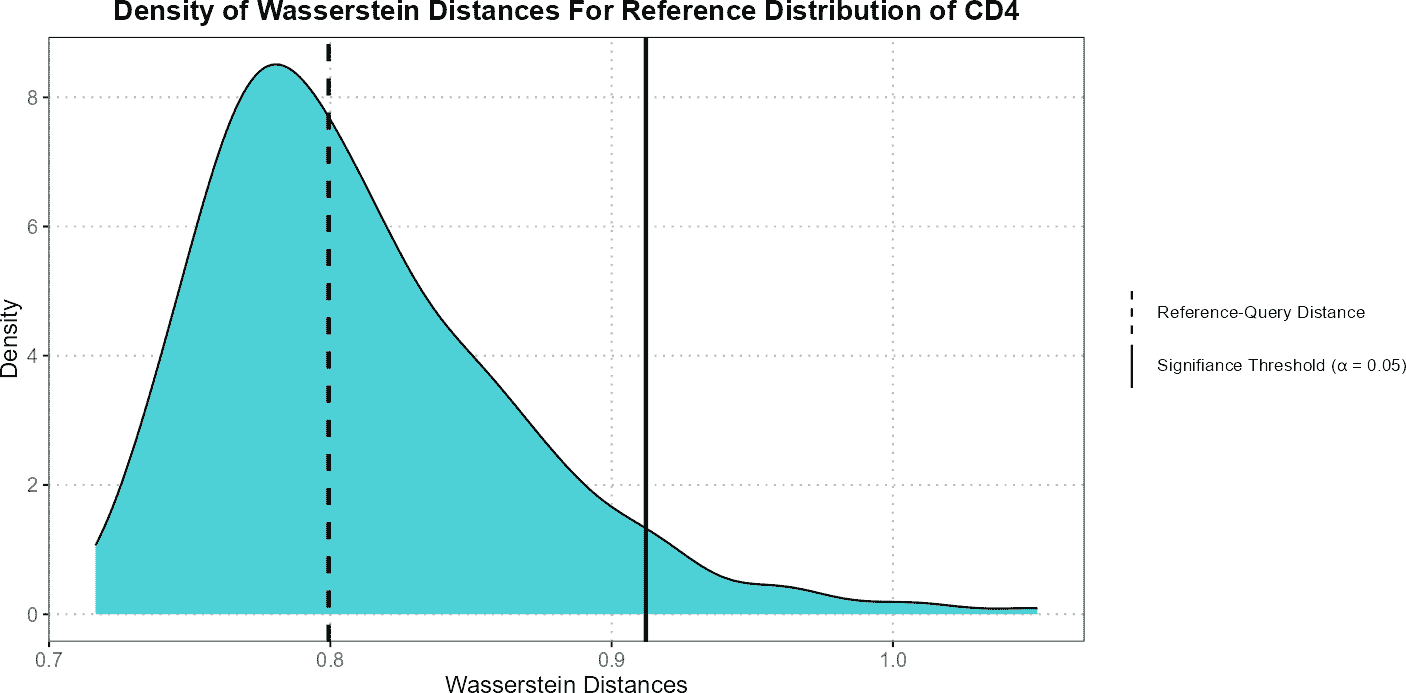 Density of Wasserstein Distances For Reference Distribution of CD4
8
6
4
2
0
Density
0.7 0.8 0.9 1.0
Wasserstein Distances
Reference-Query Distance
Signifiance Threshold (α = 0.05)